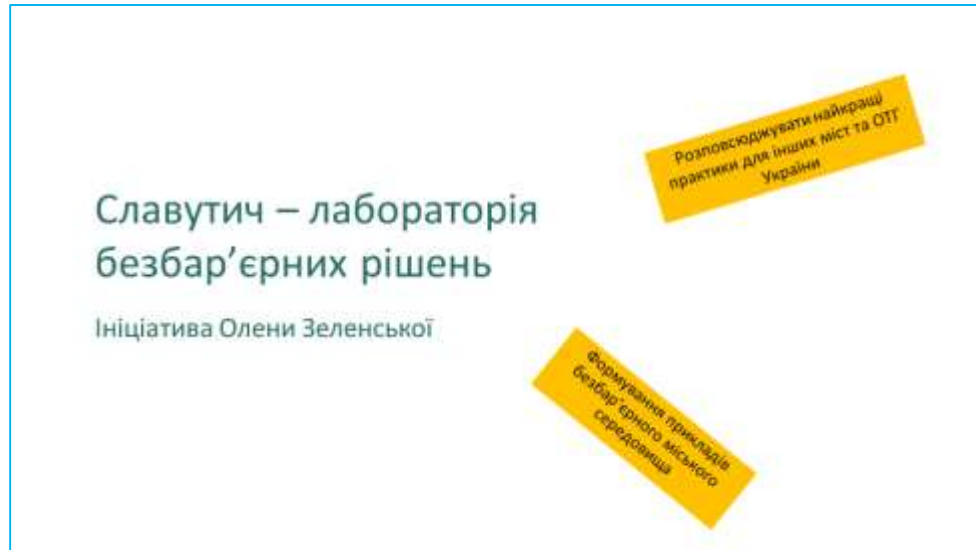 Розповсюджувати найкращі
практики для інших міст та ОТГ
України
Славутич – лабораторія
безбар’єрних рішень
Ініціатива Олени Зеленської
Формування прикладів
безбар’єрного міського
середовища